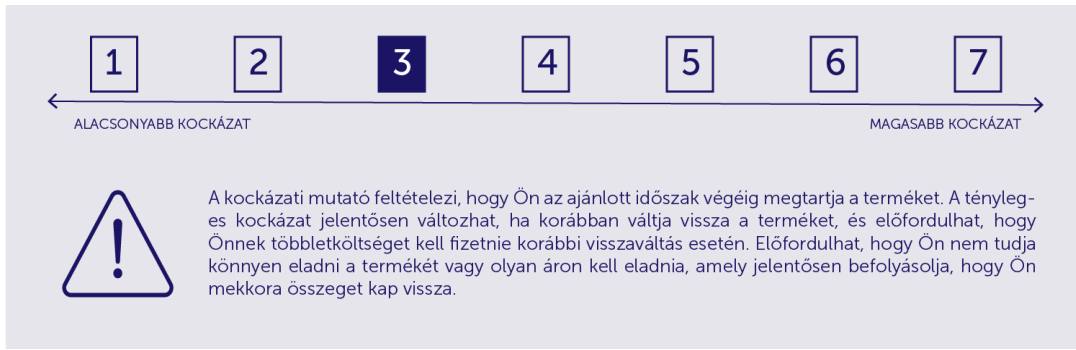 1 2 3 4 5 6 7
ALACSONYABB KOCKÁZAT MAGASABB KOCKÁZAT
A kockázati mutató feltételezi, hogy Ön az ajánlott időszak végéig megtartja a terméket. A tényleg-
es kockázat jelentősen változhat, ha korábban váltja vissza a terméket, és előfordulhat, hogy
Önnek többletköltséget kell fizetnie korábbi visszaváltás esetén. Előfordulhat, hogy Ön nem tudja
könnyen eladni a termékét vagy olyan áron kell eladnia, amely jelentősen befolyásolja, hogy Ön
mekkora összeget kap vissza.